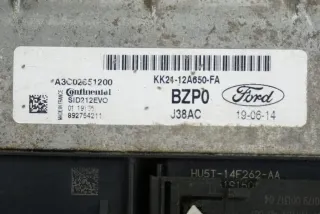 A3C02651200
Continental
SID212EVO
892764211
KK21-12A650-FA
BZP0
Ford
J38AC
19-06-14
HU5T-14F262-AA